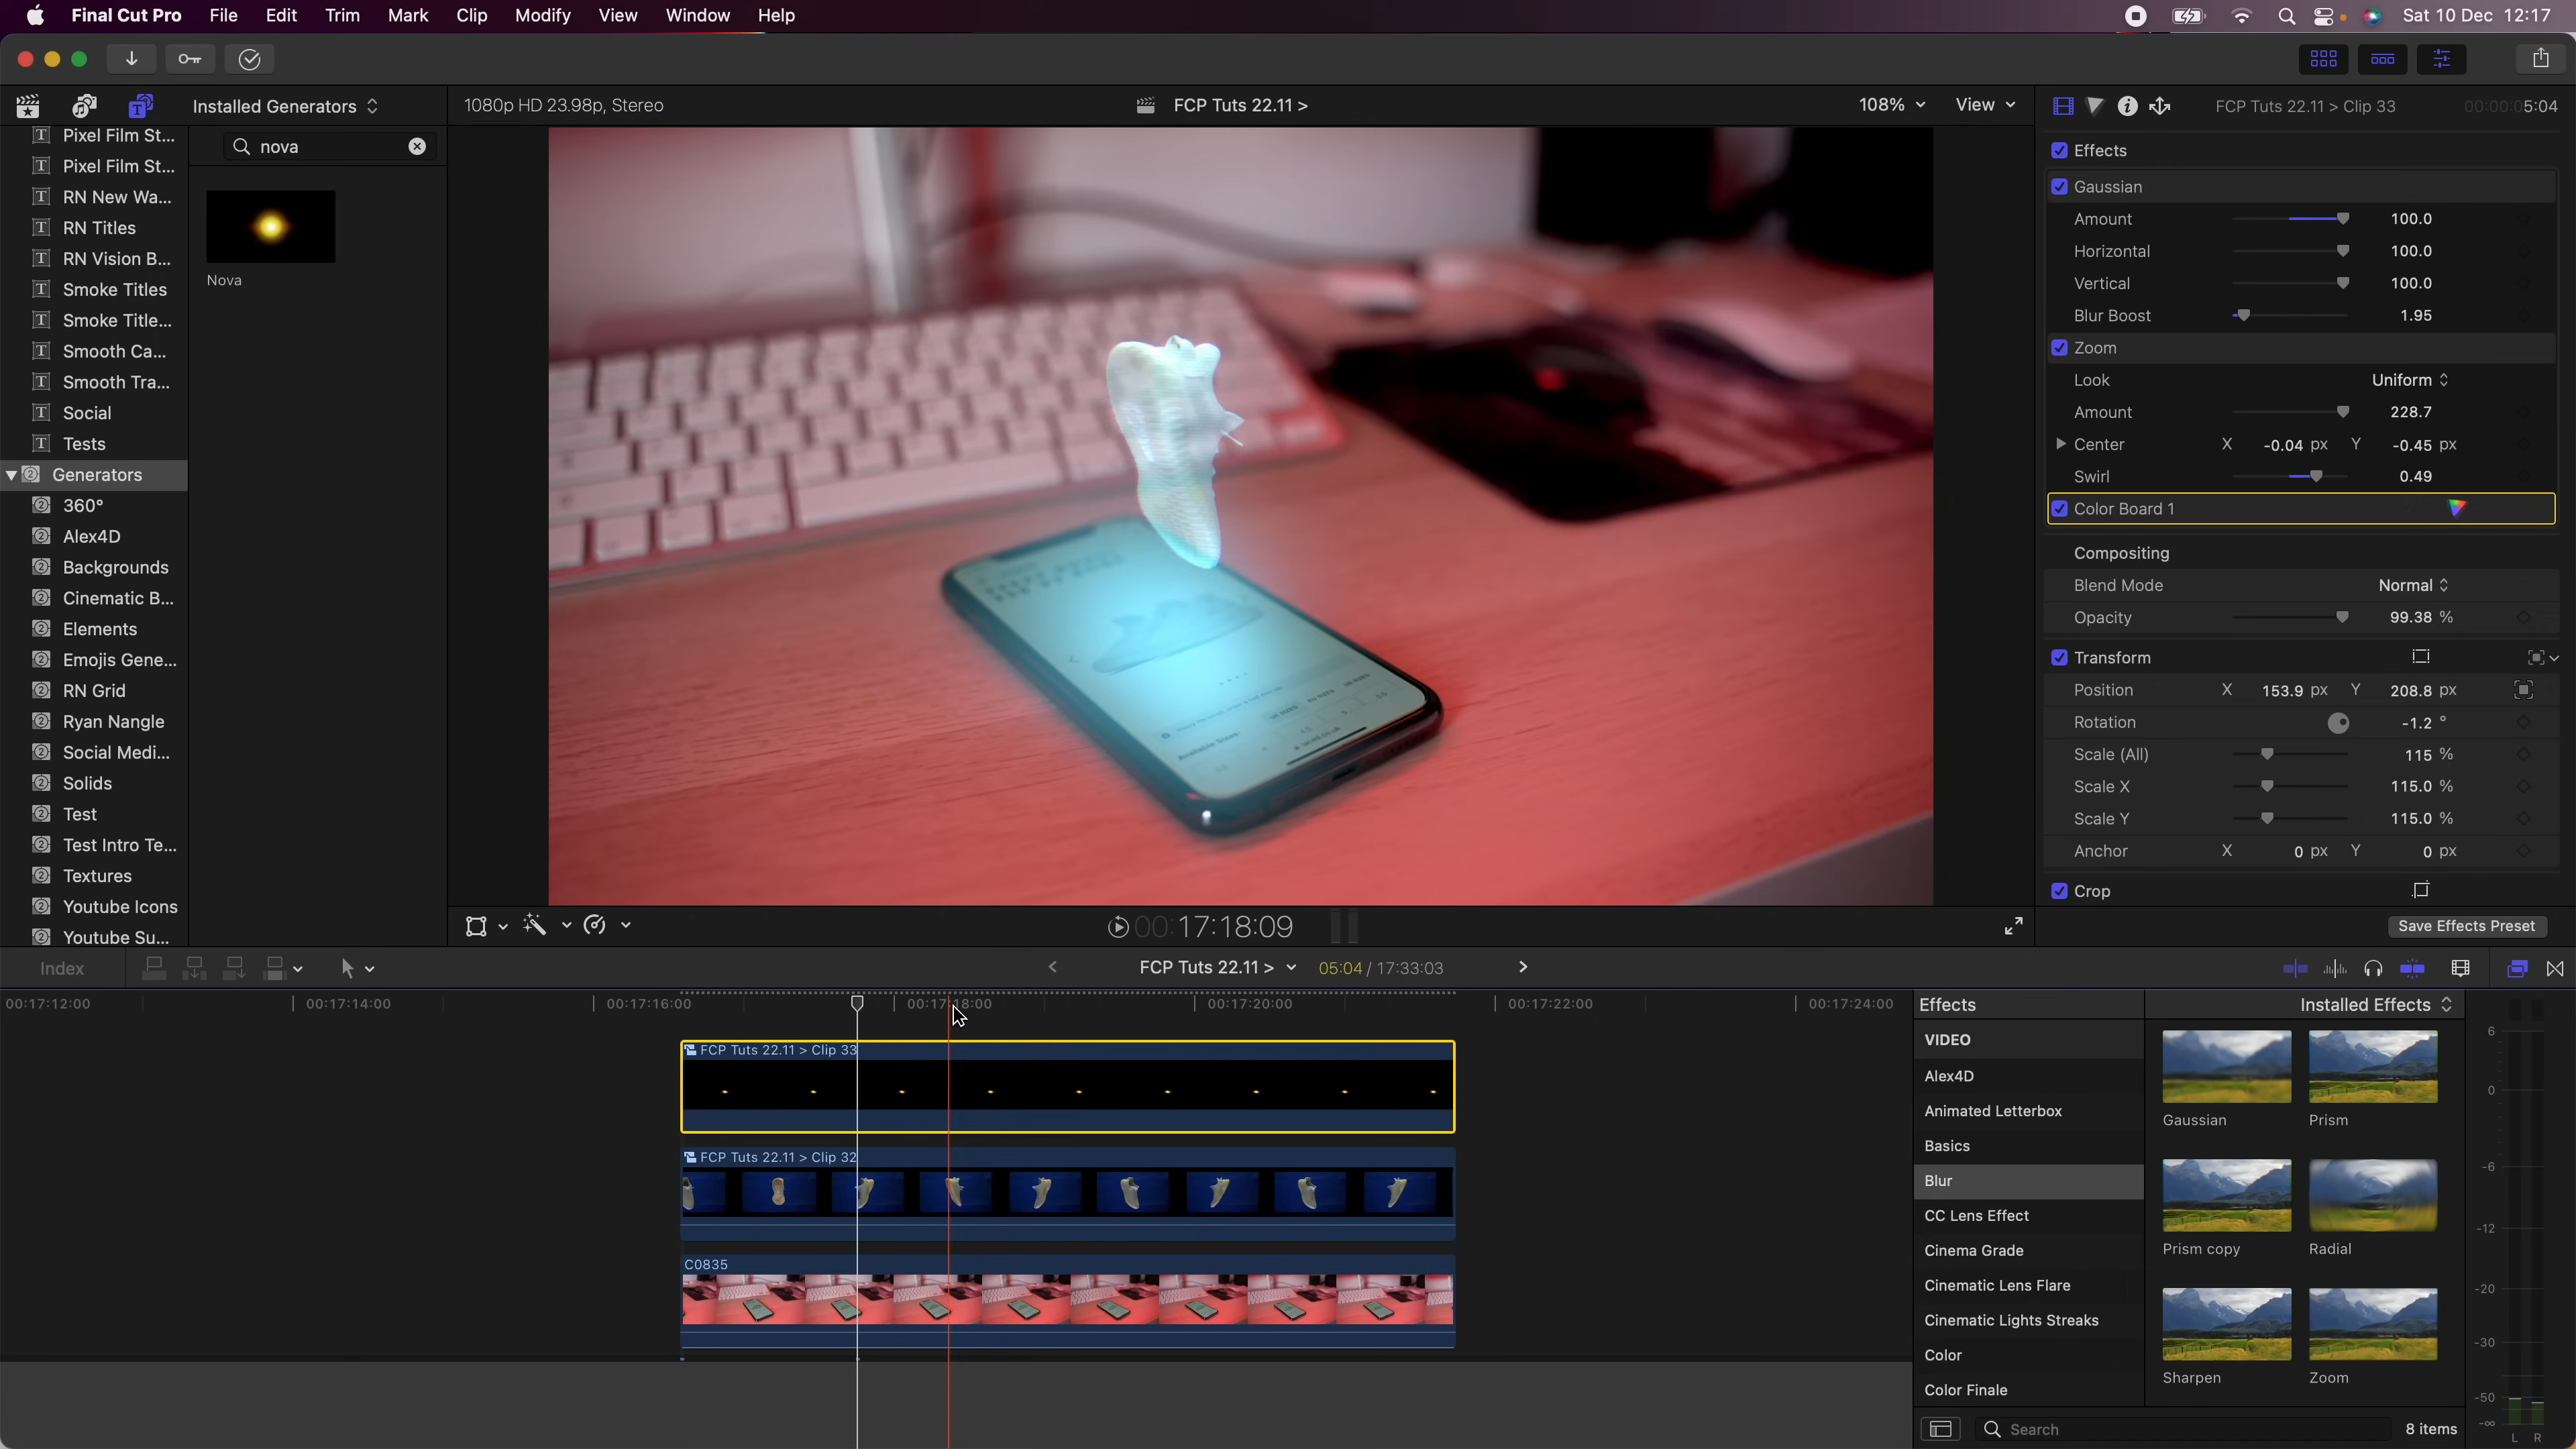 Final Cut Pro File Edit Trim Mark Clip Modify View Window Help Sat 10 Dec 12:17
Installed Generators
1080p HD 23.98p, Stereo FCP Tuts 22.11 > 108% View
FCP Tuts 22.11 > Clip 33 00:00:05:04
Pixel Film St...
Pixel Film St...
RN New Wa...
RN Titles
RN Vision B...
Smoke Titles
Smoke Title...
Smooth Ca...
Smooth Tra...
Social
Tests
Generators
360°
Alex4D
Backgrounds
Cinematic B...
Elements
Emojis Gene...
RN Grid
Ryan Nangle
Social Medi...
Solids
Test
Test Intro Te...
Textures
Youtube Icons
Youtube Su...
nova
Nova
Available Sizes:
Effects
Gaussian
Amount 100.0
Horizontal 100.0
Vertical 100.0
Blur Boost 1.95
Zoom
Look Uniform
Amount 228.7
Center X -0.04 px Y -0.45 px
Swirl 0.49
Color Board 1
Compositing
Blend Mode Normal
Opacity 99.38 %
Transform
Position X 153.9 px Y 208.8 px
Rotation -1.2 °
Scale (All) 115 %
Scale X 115.0 %
Scale Y 115.0 %
Anchor X 0 px Y 0 px
Crop
Save Effects Preset
00:17:18:09
Index
FCP Tuts 22.11 > 05:04 / 17:33:03
00:17:12:00 00:17:14:00 00:17:16:00 00:17:18:00 00:17:20:00 00:17:22:00 00:17:24:00
FCP Tuts 22.11 > Clip 33
FCP Tuts 22.11 > Clip 32
C0835
Effects
Installed Effects
VIDEO
Alex4D
Animated Letterbox
Basics
Blur
CC Lens Effect
Cinema Grade
Cinematic Lens Flare
Cinematic Lights Streaks
Color
Color Finale
Gaussian Prism
Prism copy Radial
Sharpen Zoom
Search 8 items
6
0
-6
-12
-20
-30
-50
-∞
L R